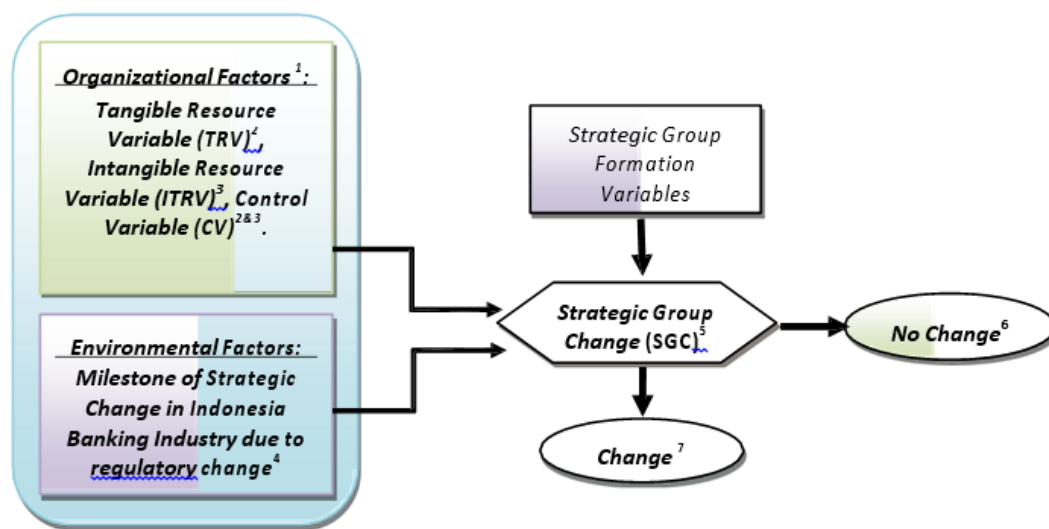 Organizational Factors ¹:
Tangible Resource
Variable (TRV)²,
Intangible Resource
Variable (ITRV)³, Control
Variable (CV)²&³.
Environmental Factors:
Milestone of Strategic
Change in Indonesia
Banking Industry due to
regulatory change⁴
Strategic Group
Formation
Variables
Strategic Group
Change (SGC)⁵
No Change⁶
Change⁷